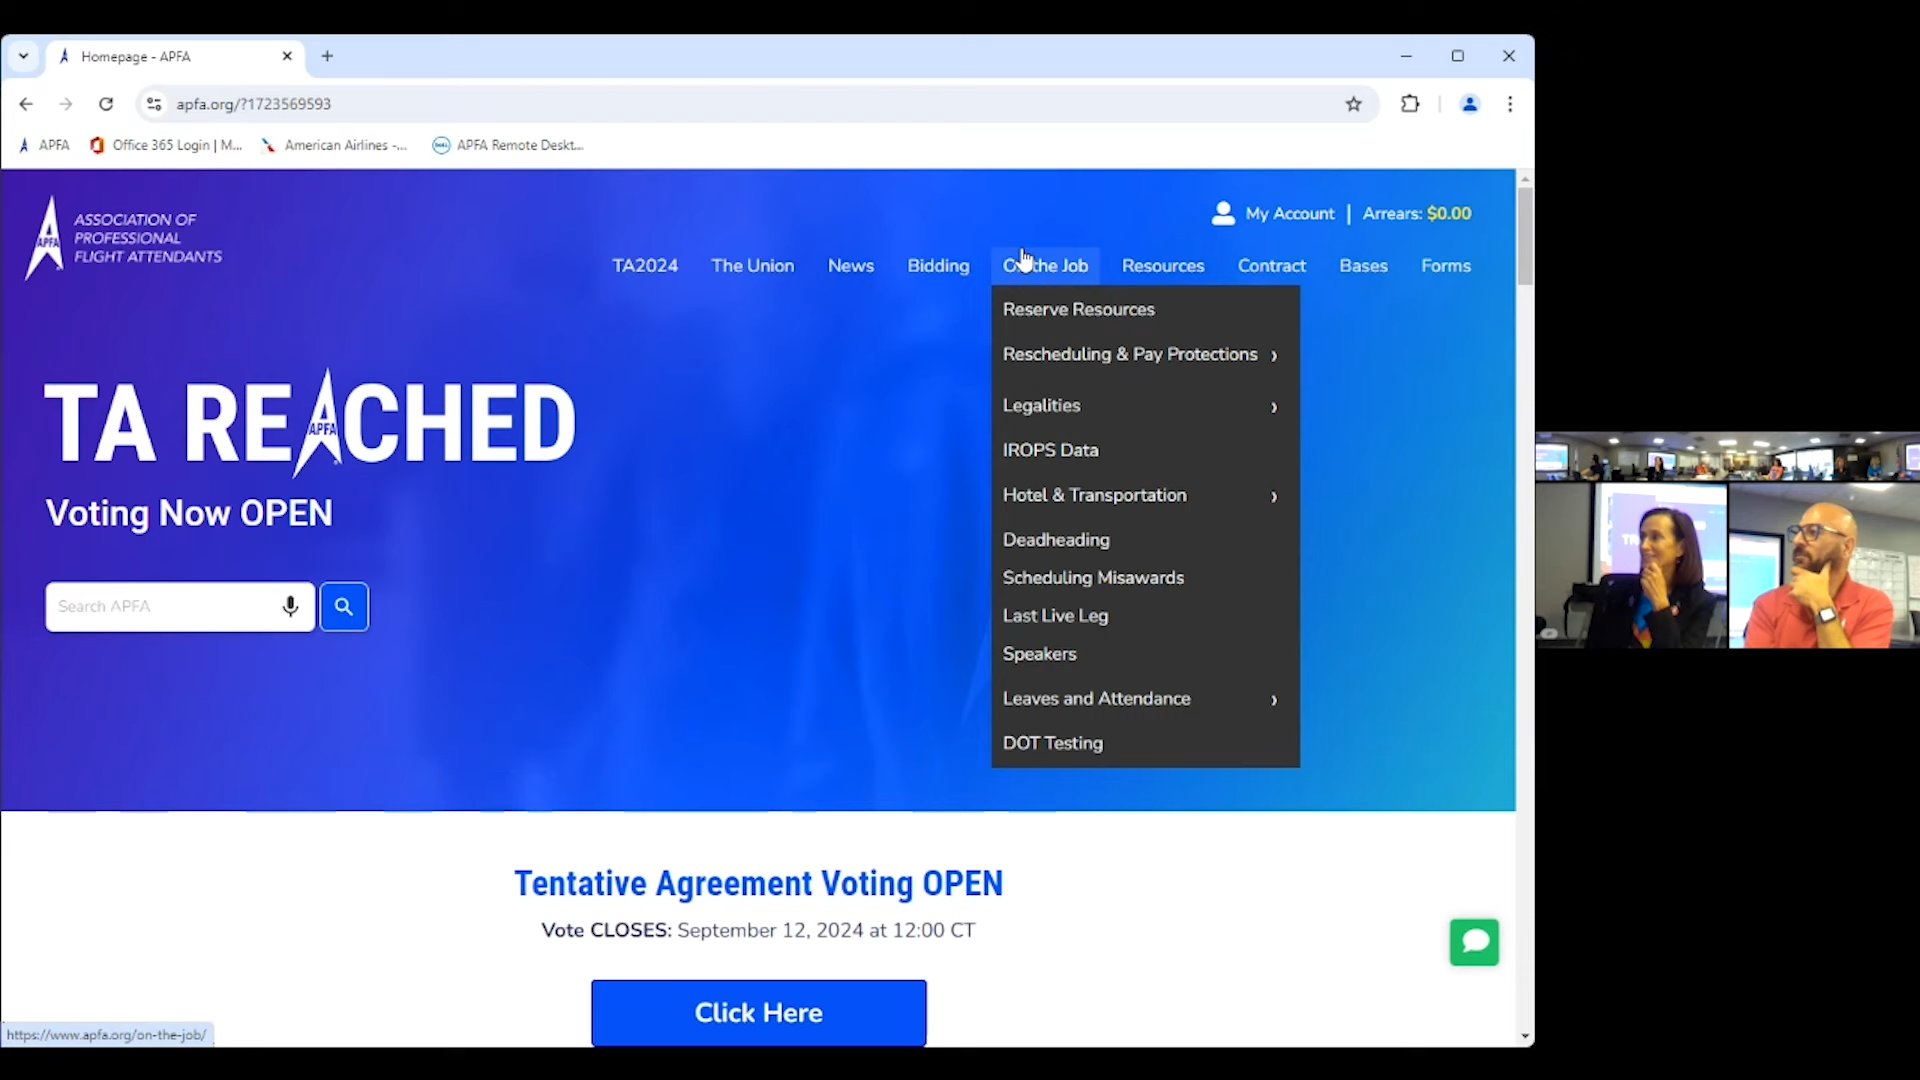 Homepage - APFA
apfa.org/?1723569593
APFA
Office 365 Login | M...
American Airlines -...
APFA Remote Deskt...
ASSOCIATION OF
PROFESSIONAL
FLIGHT ATTENDANTS
APFA
My Account | Arrears: $0.00
TA2024 The Union News Bidding On the Job Resources Contract Bases Forms
Reserve Resources
Rescheduling & Pay Protections
Legalities
IROPS Data
Hotel & Transportation
Deadheading
Scheduling Misawards
Last Live Leg
Speakers
Leaves and Attendance
DOT Testing
TA REACHED
APFA
Voting Now OPEN
Search APFA
Tentative Agreement Voting OPEN
Vote CLOSES: September 12, 2024 at 12:00 CT
Click Here
https://www.apfa.org/on-the-job/